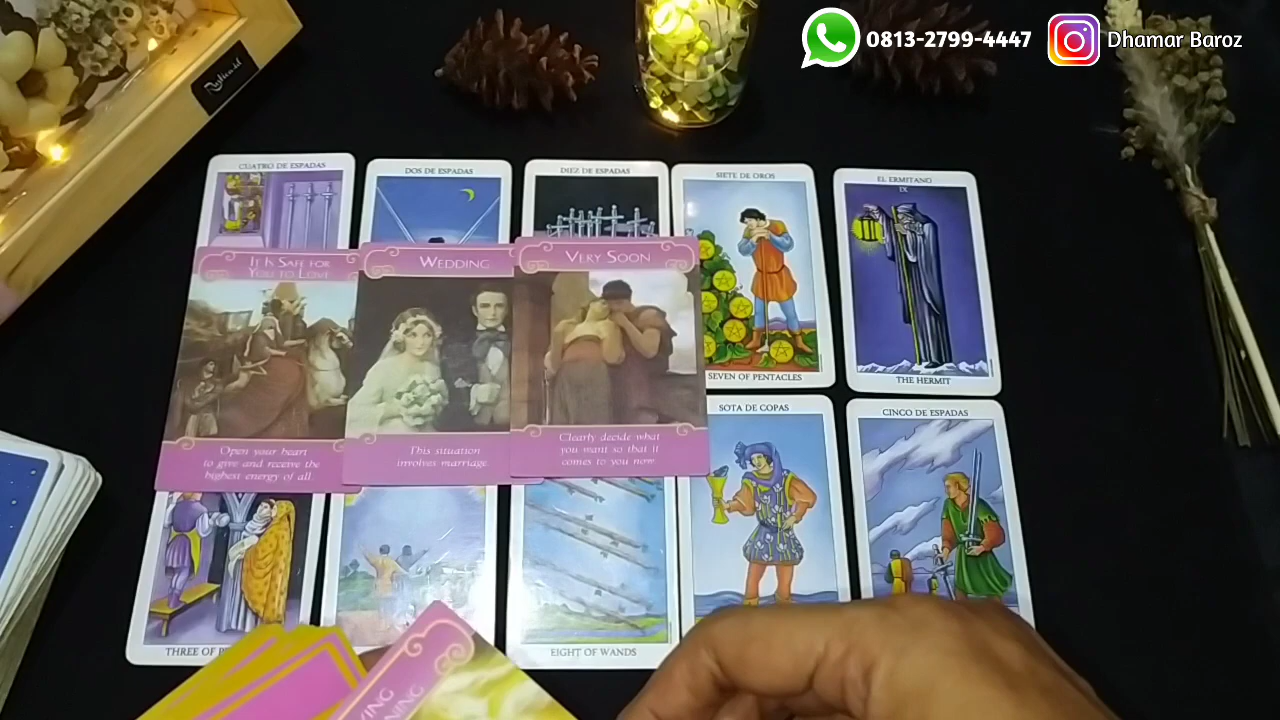 0813-2799-4447
Dhamar Baroz
CUATRO DE ESPADAS
DOS DE ESPADAS
DIEZ DE ESPADAS
SIETE DE OROS
EL ERMITANO
IX
IT IS SAFE FOR
YOU TO LOVE
WEDDING
VERY SOON
Open your heart
to give and receive the
highest energy of all
This situation
involves marriage
Clearly decide what
you want so that it
comes to you now
SEVEN OF PENTACLES
THE HERMIT
SOTA DE COPAS
CINCO DE ESPADAS
THREE OF
EIGHT OF WANDS